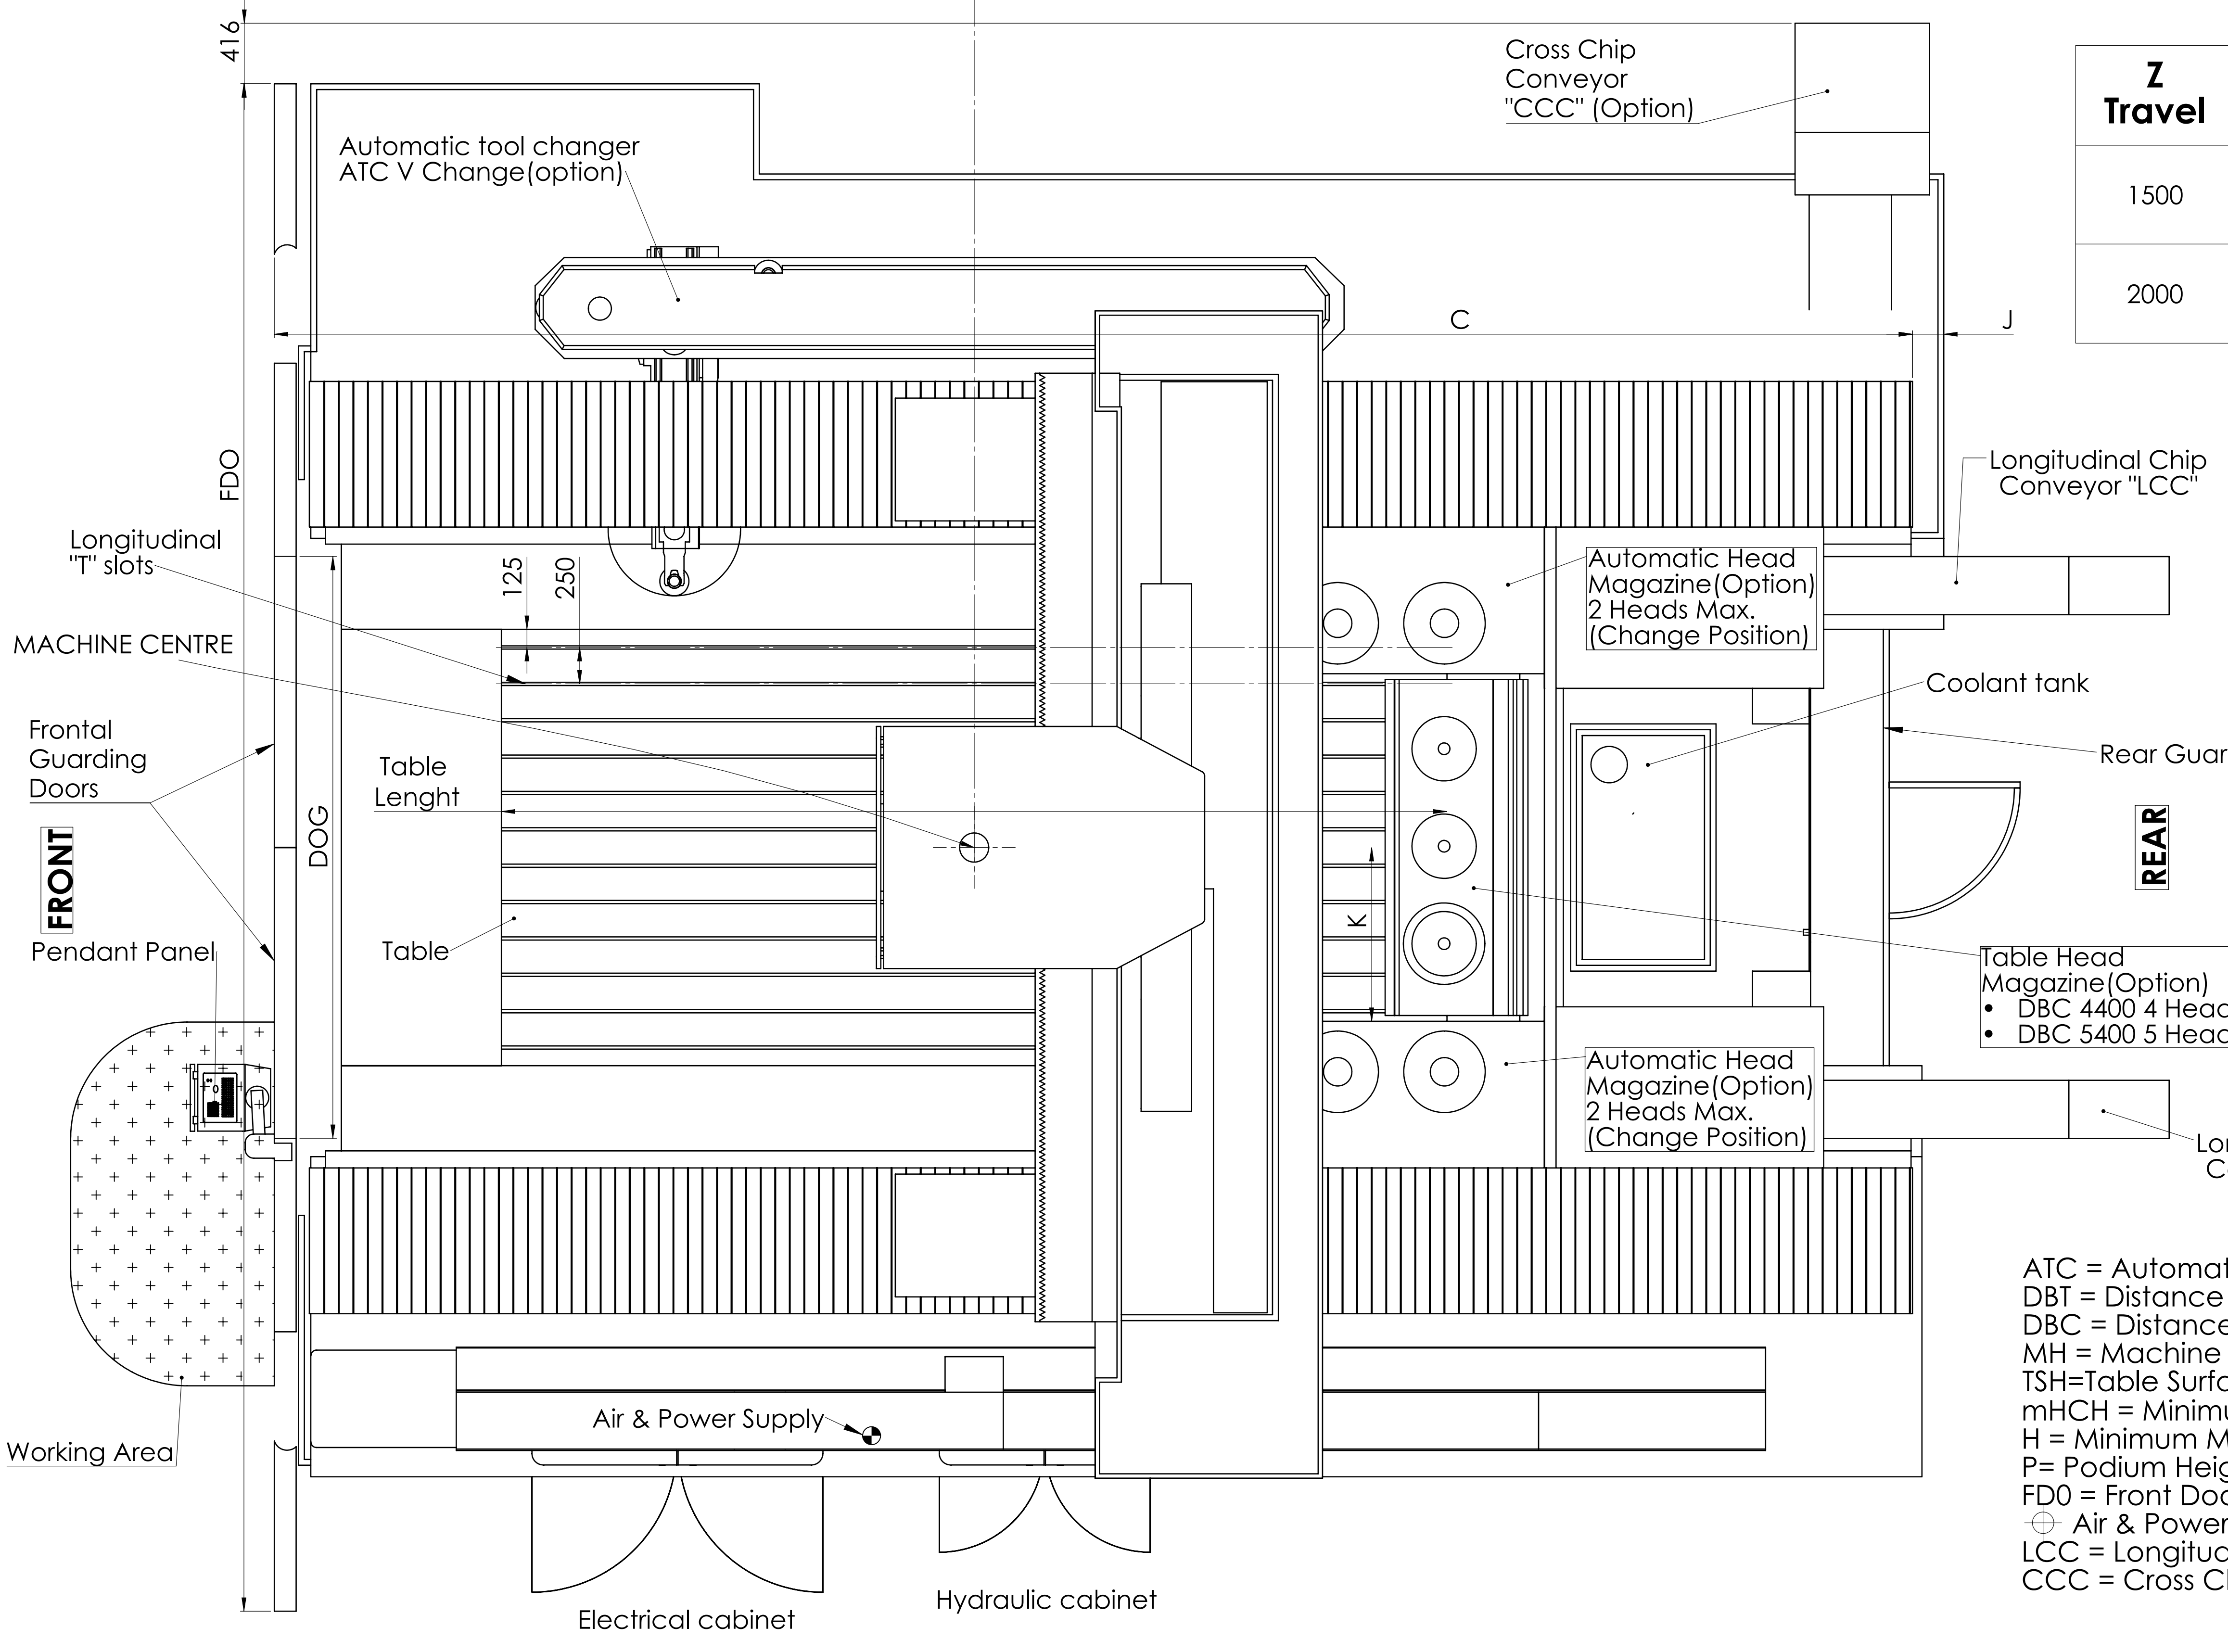 416
Cross Chip
Conveyor
"CCC" (Option)
Z
Travel
1500
2000
Automatic tool changer
ATC V Change(option)
C
J
FDO
Longitudinal Chip
Conveyor "LCC"
Longitudinal
"T" slots
125
250
Automatic Head
Magazine(Option)
2 Heads Max.
(Change Position)
MACHINE CENTRE
Coolant tank
Frontal
Guarding
Doors
Rear Guar
Table
Lenght
DOG
FRONT
REAR
K
Pendant Panel
Table
Table Head
Magazine(Option)
• DBC 4400 4 Head
• DBC 5400 5 Head
Automatic Head
Magazine(Option)
2 Heads Max.
(Change Position)
Lo
C
Working Area
Air & Power Supply
Electrical cabinet
Hydraulic cabinet
ATC = Automat
DBT = Distance
DBC = Distance
MH = Machine
TSH=Table Surfa
mHCH = Minimu
H = Minimum M
P= Podium Heig
FD0 = Front Doo
Air & Power
LCC = Longitud
CCC = Cross Ch